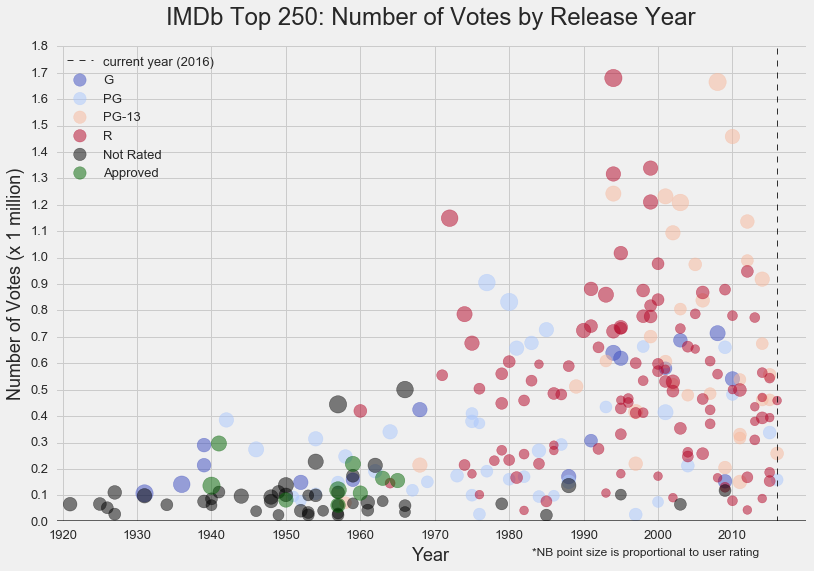 IMDb Top 250: Number of Votes by Release Year
1.8
1.7
1.6
1.5
1.4
1.3
1.2
1.1
1.0
0.9
0.8
0.7
0.6
0.5
0.4
0.3
0.2
0.1
0.0
Number of Votes (x 1 million)
current year (2016)
G
PG
PG-13
R
Not Rated
Approved
1920 1930 1940 1950 1960 1970 1980 1990 2000 2010
Year
*NB point size is proportional to user rating